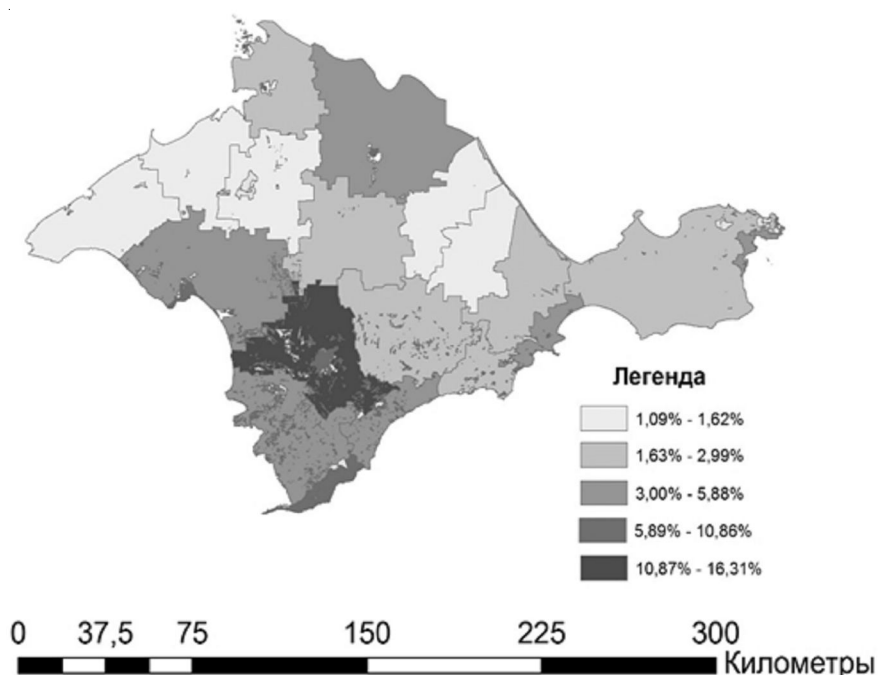 Легенда
1,09% - 1,62%
1,63% - 2,99%
3,00% - 5,88%
5,89% - 10,86%
10,87% - 16,31%
0 37,5 75 150 225 300
Километры